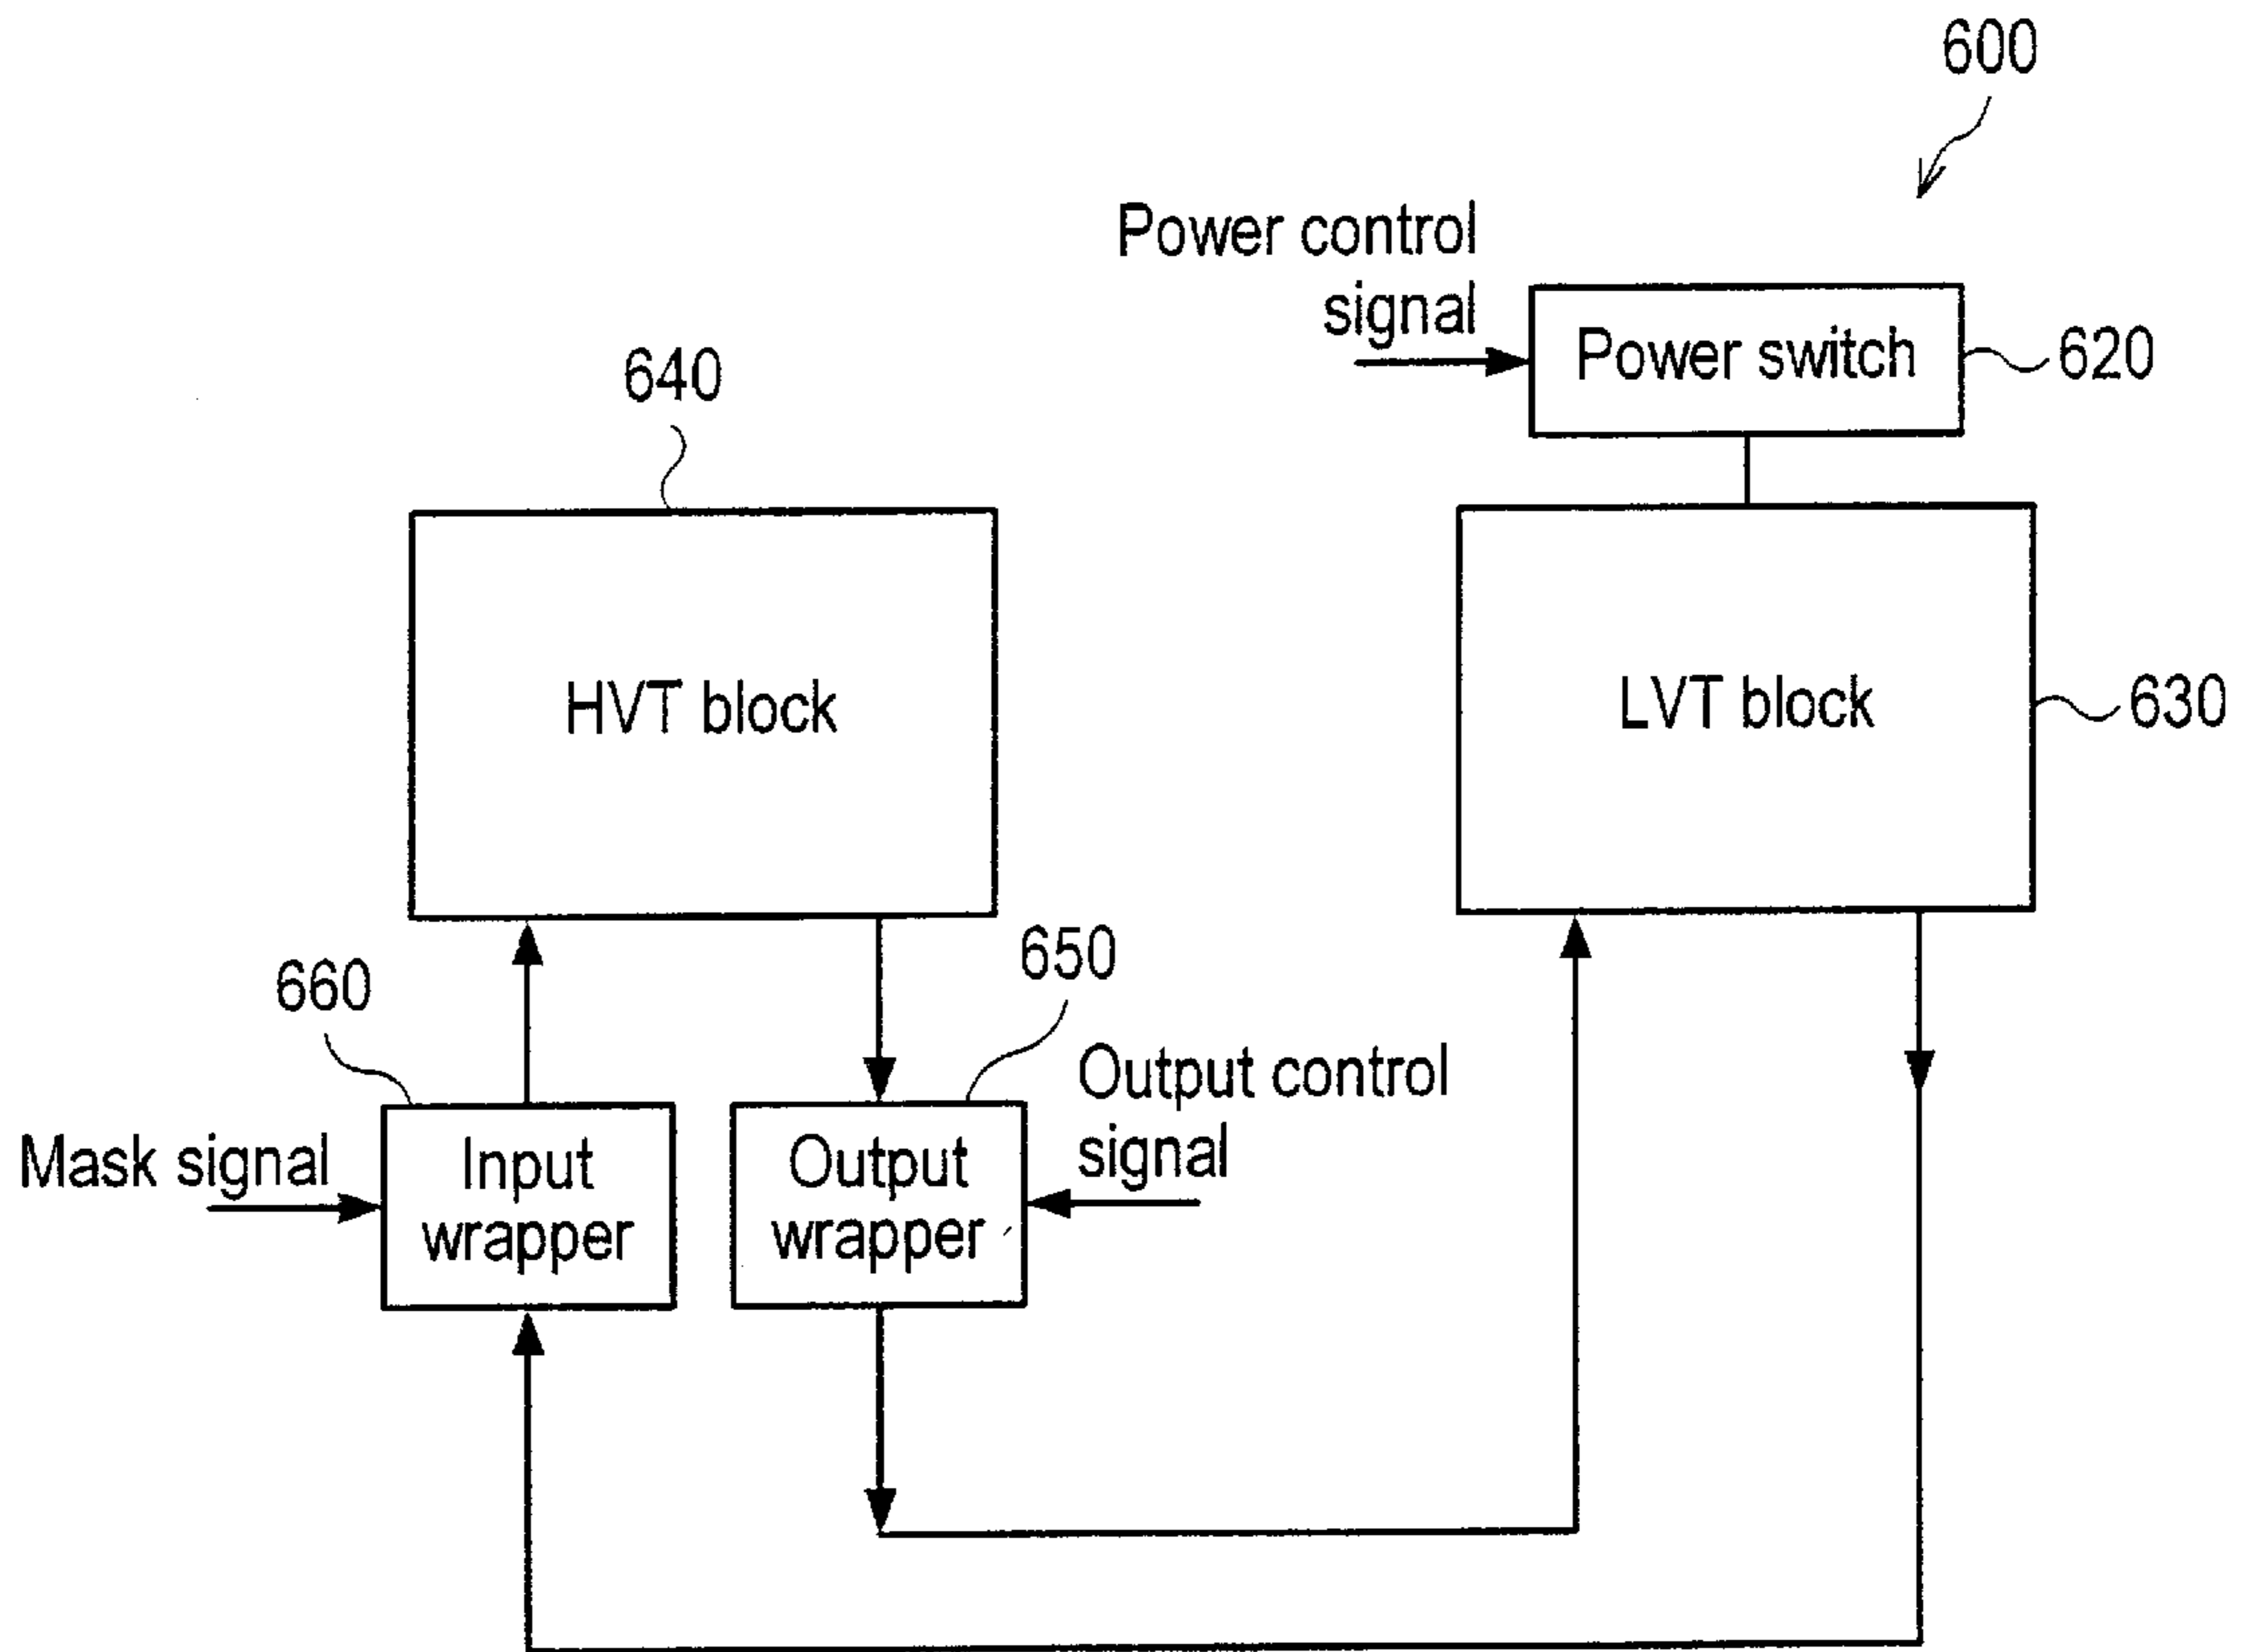 600
Power control
signal
Power switch
620
640
HVT block
LVT block
630
660
650
Output control
signal
Mask signal
Input
wrapper
Output
wrapper